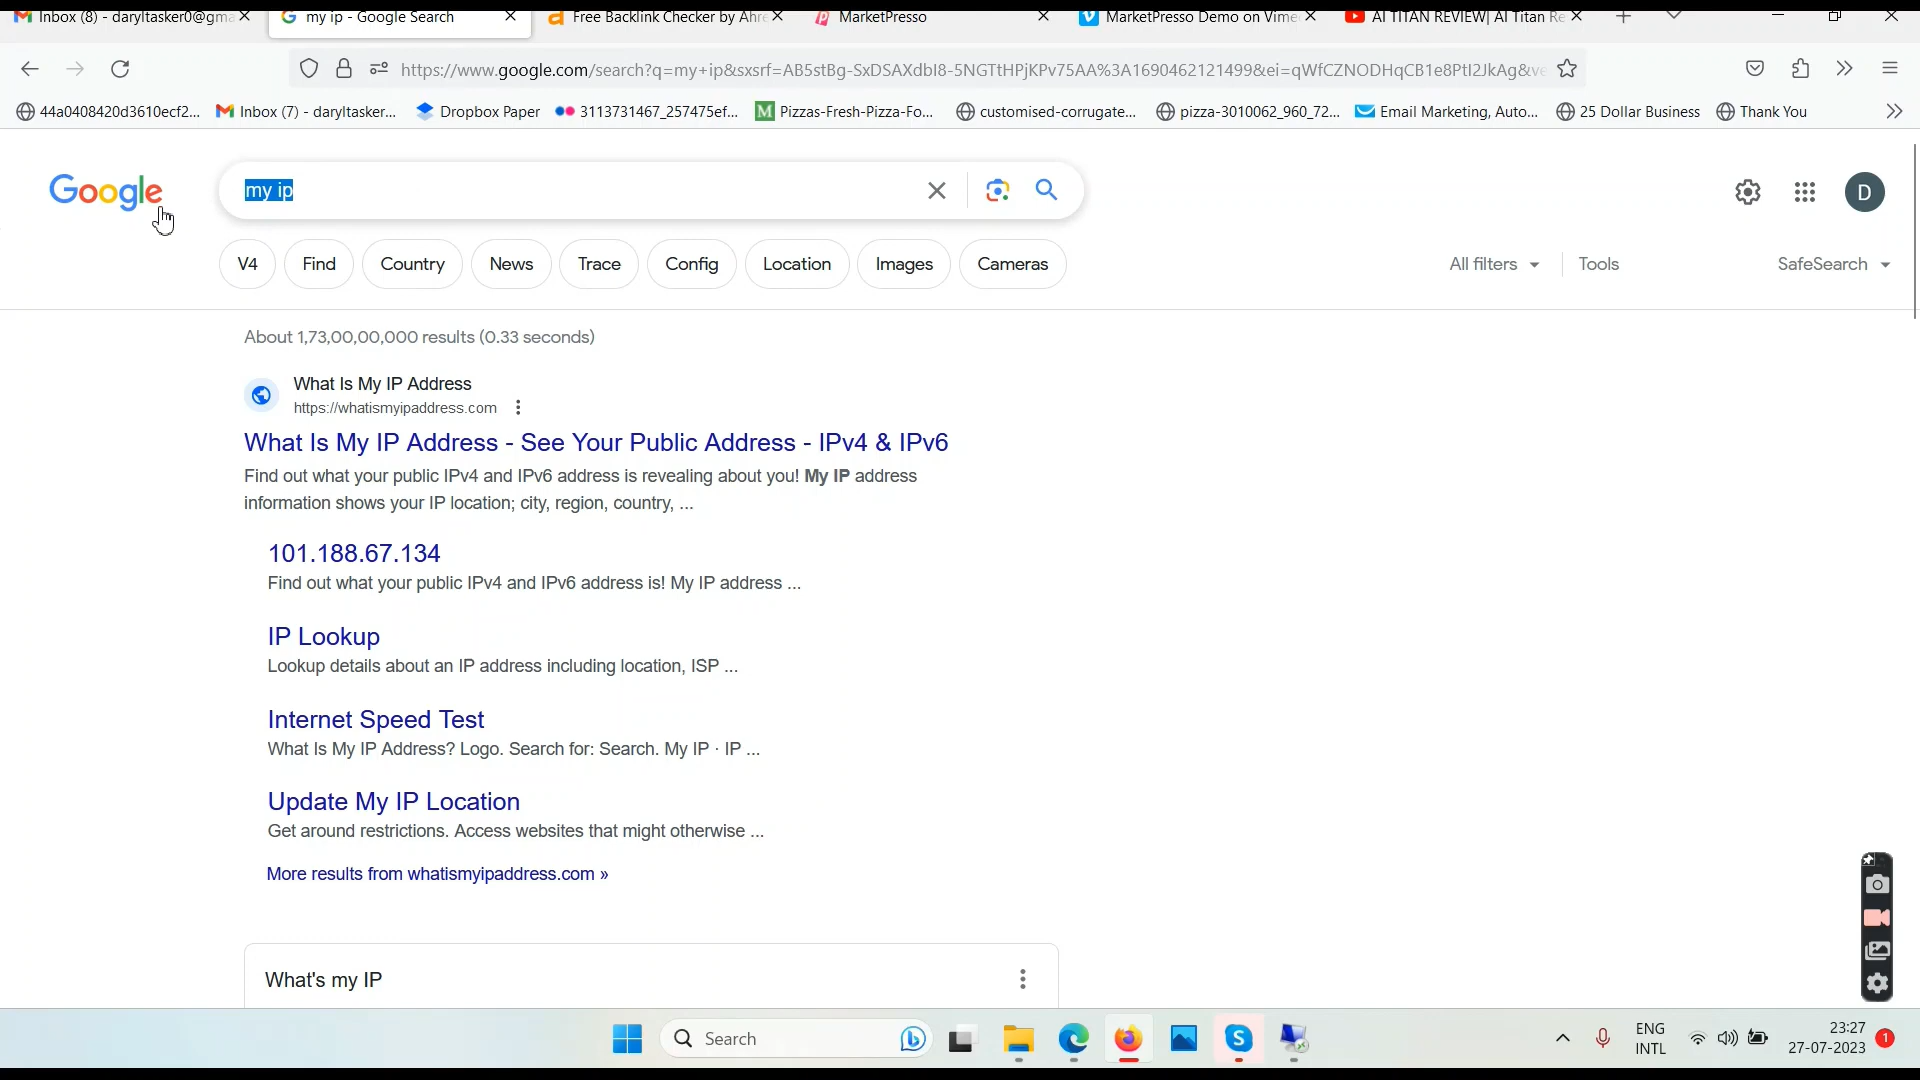 Inbox (8) - daryltasker0@gma
my ip - Google Search
Free Backlink Checker by Ahre
MarketPresso
MarketPresso Demo on Vime
AI TITAN REVIEW| AI Titan Re
https://www.google.com/search?q=my+ip&sxsrf=AB5stBg-SxDSAXdbI8-5NGTtHPjKPv75AA%3A1690462121499&ei=qWfCZNODHqCB1e8PtI2JkAg&ve
44a0408420d3610ecf2...
Inbox (7) - daryltasker...
Dropbox Paper
3113731467_257475ef...
Pizzas-Fresh-Pizza-Fo...
customised-corrugate...
pizza-3010062_960_72...
Email Marketing, Auto...
25 Dollar Business
Thank You
Google
my ip
D
V4
Find
Country
News
Trace
Config
Location
Images
Cameras
All filters
Tools
SafeSearch
About 1,73,00,00,000 results (0.33 seconds)
What Is My IP Address
https://whatismyipaddress.com
What Is My IP Address - See Your Public Address - IPv4 & IPv6
Find out what your public IPv4 and IPv6 address is revealing about you! My IP address
information shows your IP location; city, region, country, ...
101.188.67.134
Find out what your public IPv4 and IPv6 address is! My IP address ...
IP Lookup
Lookup details about an IP address including location, ISP ...
Internet Speed Test
What Is My IP Address? Logo. Search for: Search. My IP · IP ...
Update My IP Location
Get around restrictions. Access websites that might otherwise ...
More results from whatismyipaddress.com »
What's my IP
Search
ENG
INTL
23:27
27-07-2023
1